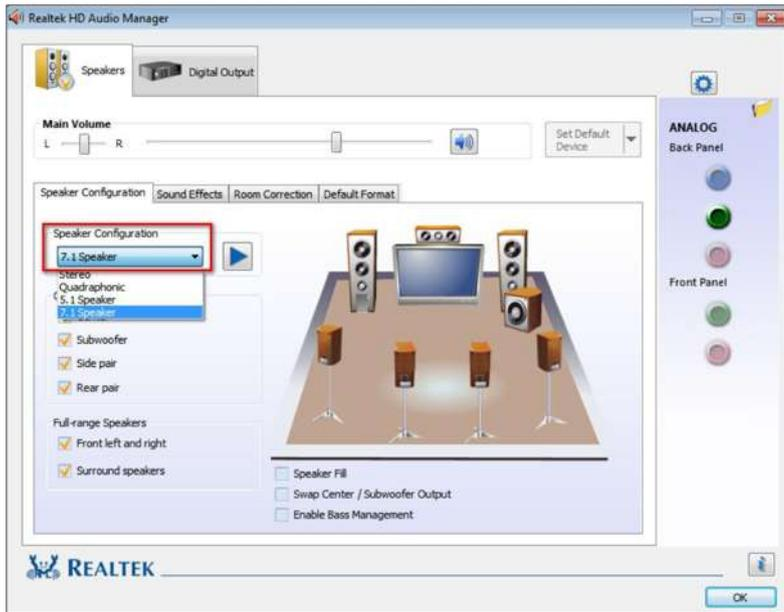 Realtek HD Audio Manager
Speakers
Digital Output
Main Volume
L
R
Set Default
Device
ANALOG
Back Panel
Speaker Configuration
Sound Effects
Room Correction
Default Format
Speaker Configuration
7.1 Speaker
Stereo
Quadraphonic
5.1 Speaker
7.1 Speaker
Subwoofer
Side pair
Rear pair
Full-range Speakers
Front left and right
Surround speakers
Speaker Fill
Swap Center / Subwoofer Output
Enable Bass Management
Front Panel
REALTEK
OK